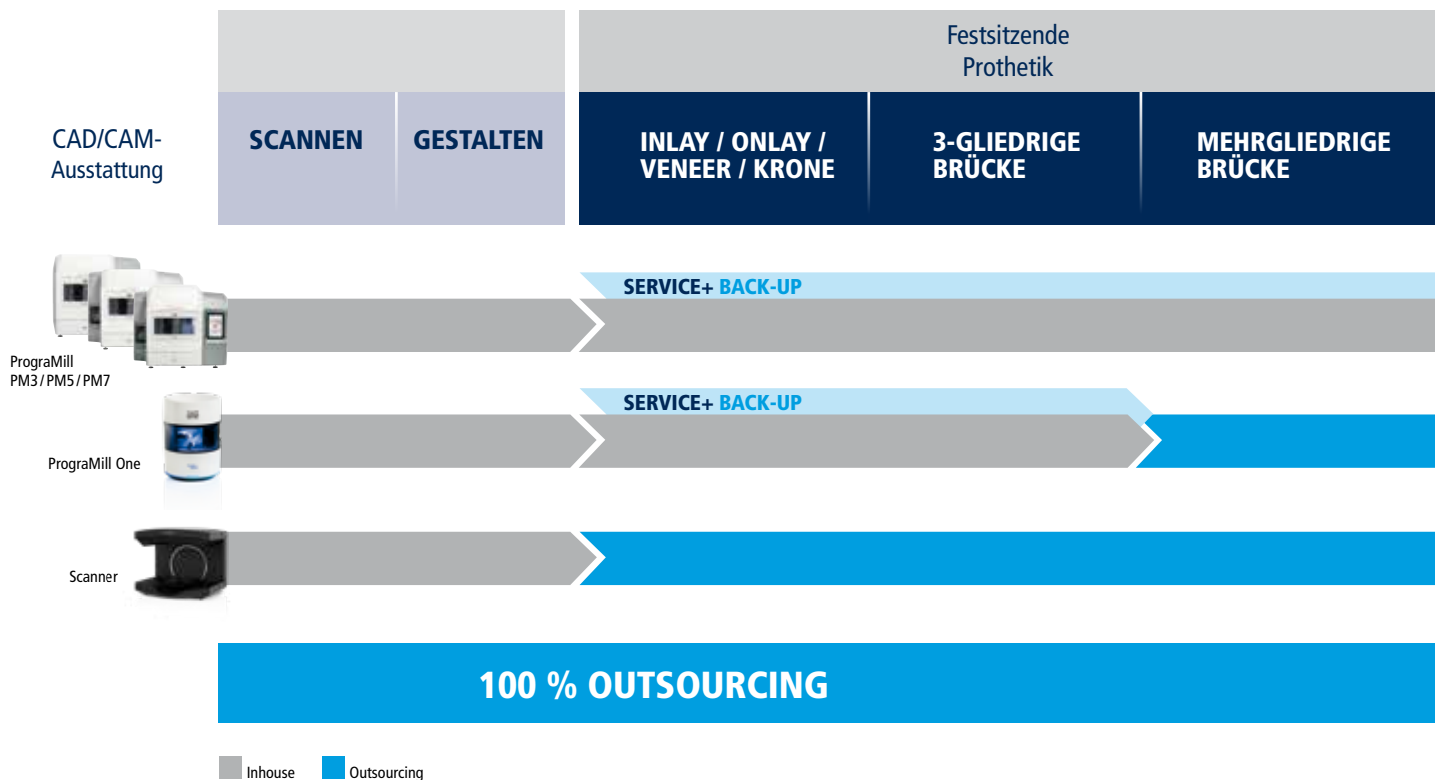 Festsitzende
Prothetik
CAD/CAM-
Ausstattung
SCANNEN
GESTALTEN
INLAY / ONLAY /
VENEER / KRONE
3-GLIEDRIGE
BRÜCKE
MEHRGLIEDRIGE
BRÜCKE
SERVICE+ BACK-UP
PrograMill
PM3/PM5/PM7
SERVICE+ BACK-UP
PrograMill One
Scanner
100 % OUTSOURCING
Inhouse
Outsourcing